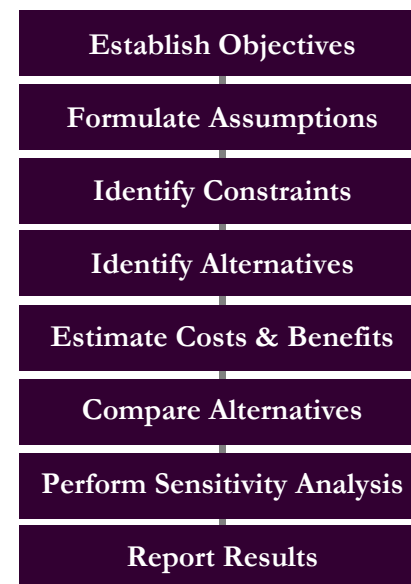 Establish Objectives
Formulate Assumptions
Identify Constraints
Identify Alternatives
Estimate Costs & Benefits
Compare Alternatives
Perform Sensitivity Analysis
Report Results